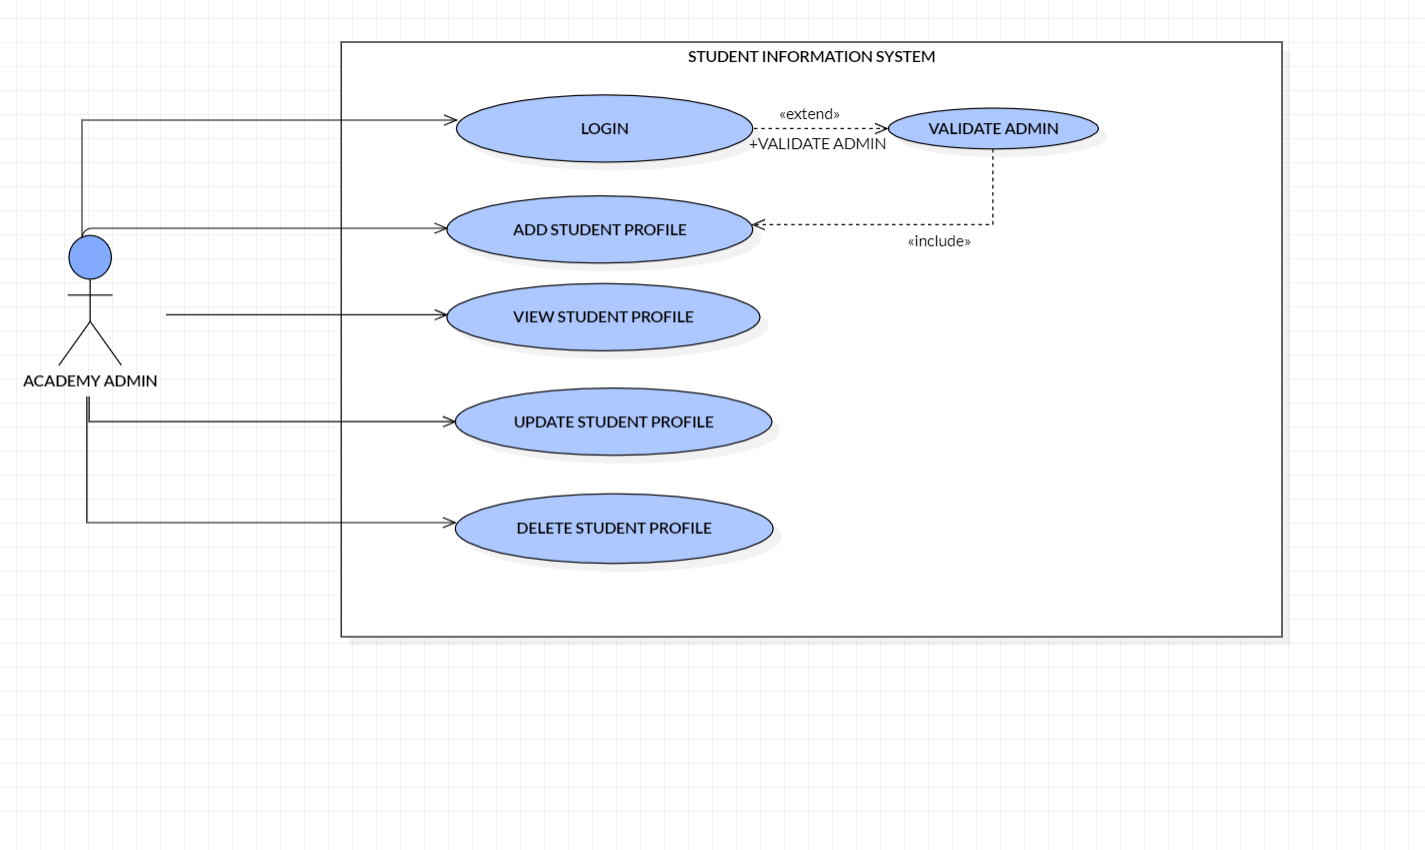 STUDENT INFORMATION SYSTEM
LOGIN
«extend»
+VALIDATE ADMIN
VALIDATE ADMIN
ADD STUDENT PROFILE
«include»
VIEW STUDENT PROFILE
ACADEMY ADMIN
UPDATE STUDENT PROFILE
DELETE STUDENT PROFILE